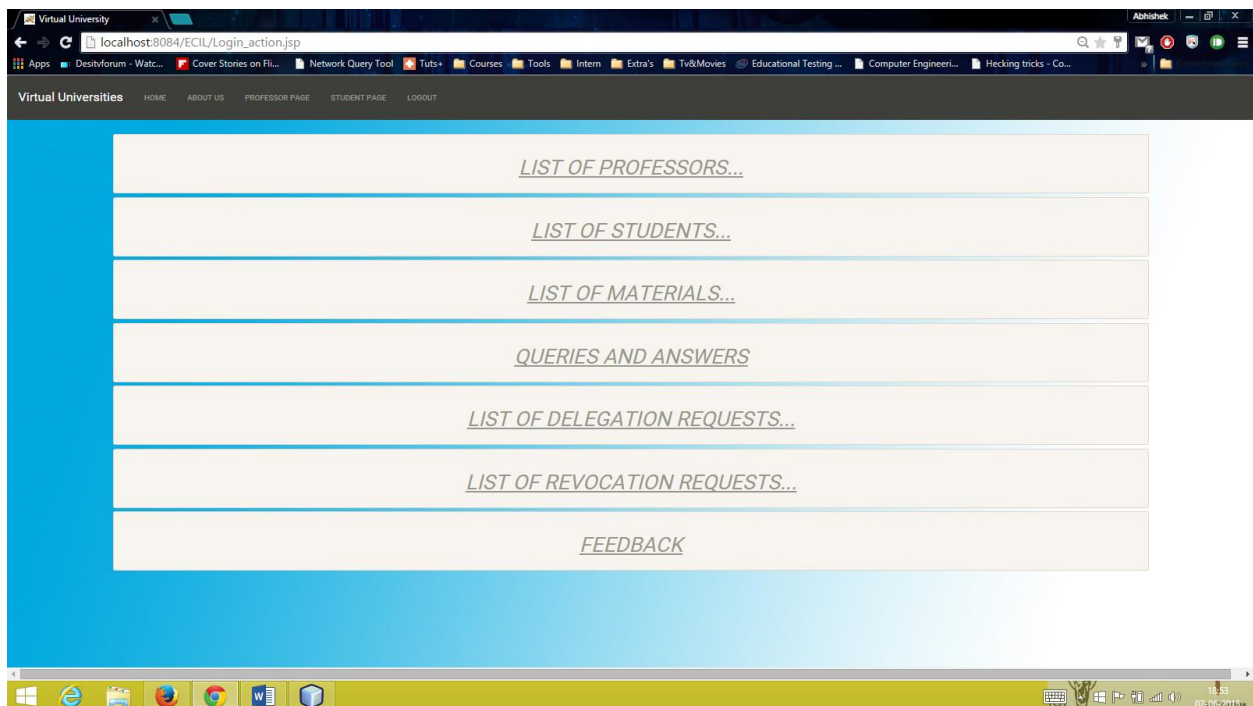 Virtual University
Abhishek
localhost:8084/ECIL/Login_action.jsp
Apps Desitvforum - Watc... Cover Stories on Fli... Network Query Tool Tuts+ Courses Tools Intern Extra's Tv&Movies Educational Testing ... Computer Engineeri... Hecking tricks - Co...
Virtual Universities HOME ABOUT US PROFESSOR PAGE STUDENT PAGE LOGOUT
LIST OF PROFESSORS...
LIST OF STUDENTS...
LIST OF MATERIALS...
QUERIES AND ANSWERS
LIST OF DELEGATION REQUESTS...
LIST OF REVOCATION REQUESTS...
FEEDBACK
18:53